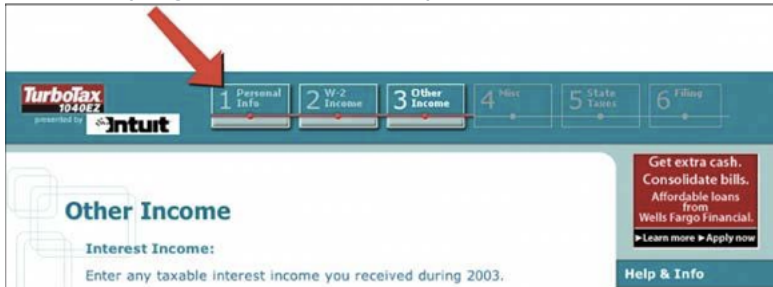 TurboTax
1040EZ
presented by Intuit
1 Personal Info
2 W-2 Income
3 Other Income
4 Misc
5 State Taxes
6 Filing
Get extra cash.
Consolidate bills.
Affordable loans
from
Wells Fargo Financial.
►Learn more ►Apply now
Other Income
Interest Income:
Enter any taxable interest income you received during 2003.
Help & Info